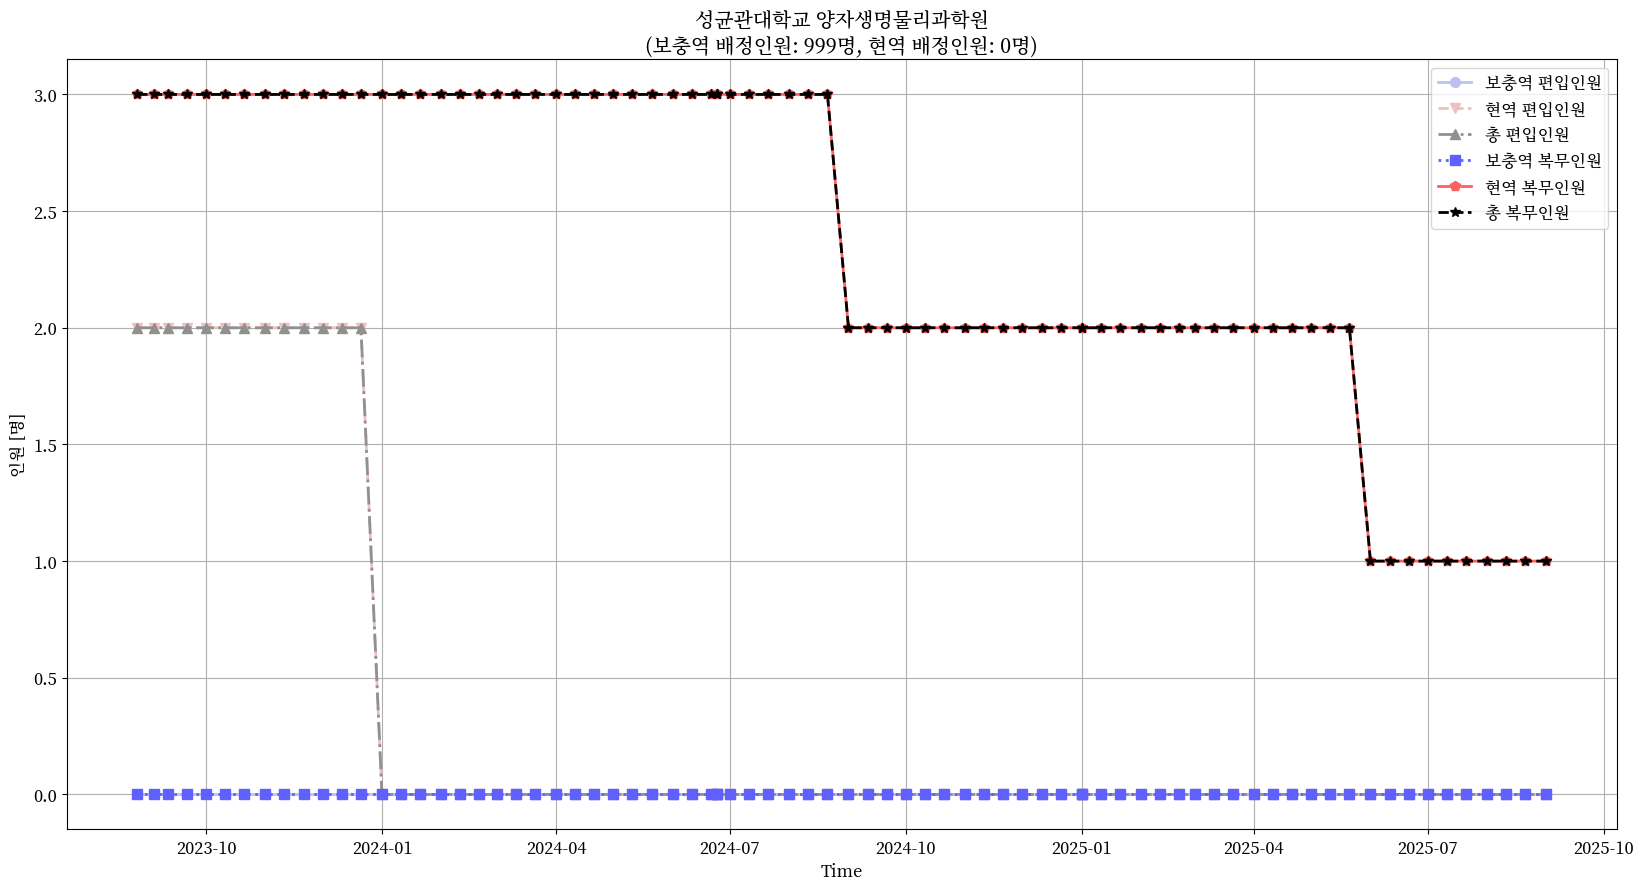 성균관대학교 양자생명물리과학원
(보충역 배정인원: 999명, 현역 배정인원: 0명)
보충역 편입인원
현역 편입인원
총 편입인원
보충역 복무인원
현역 복무인원
총 복무인원
인원 [명]
3.0
2.5
2.0
1.5
1.0
0.5
0.0
2023-10
2024-01
2024-04
2024-07
2024-10
2025-01
2025-04
2025-07
2025-10
Time